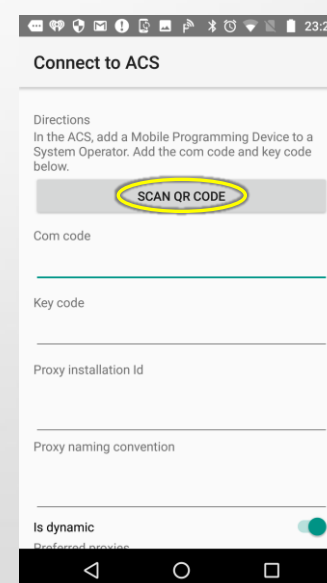 23:2
Connect to ACS
Directions
In the ACS, add a Mobile Programming Device to a
System Operator. Add the com code and key code
below.
SCAN QR CODE
Com code
Key code
Proxy installation Id
Proxy naming convention
Is dynamic
Preferred proxies